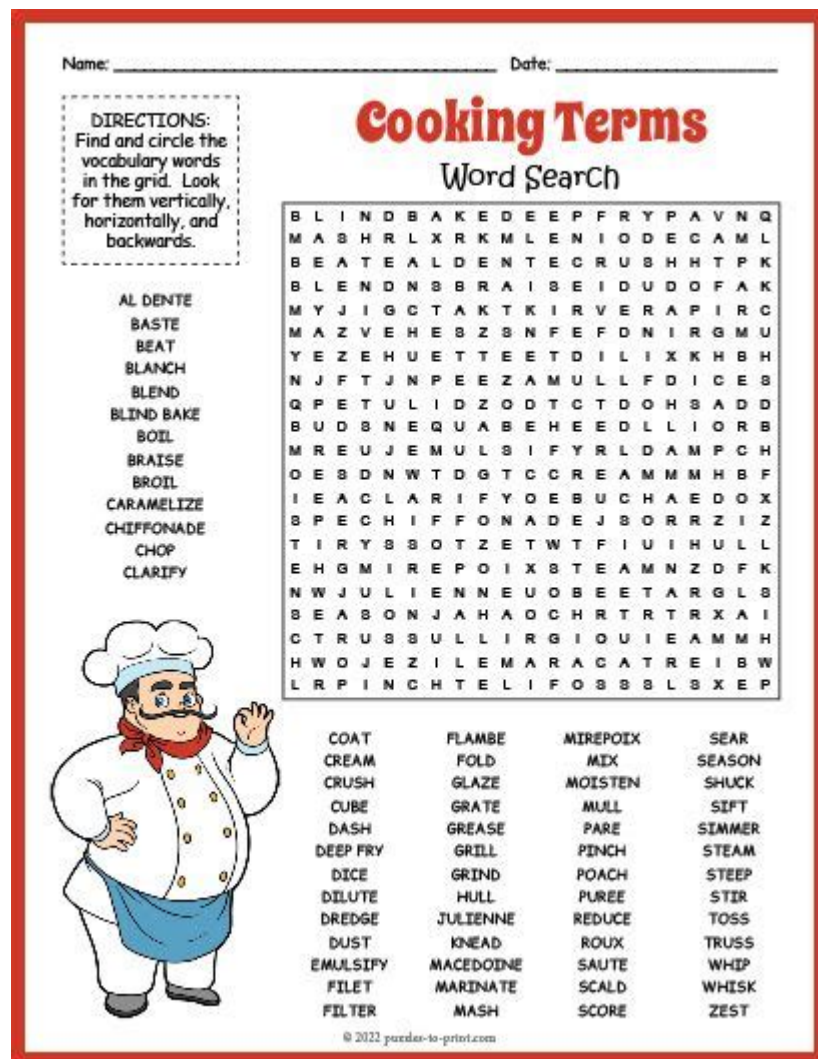 Name: ________________________________________ Date: _______________________
DIRECTIONS:
Find and circle the
vocabulary words
in the grid. Look
for them vertically,
horizontally, and
backwards.
Cooking Terms
Word Search
B L I N D B A K E D E E P F R Y P A V N Q
M A S H R L X R K M L E N I O D E C A M L
B E A T E A L D E N T E C R U S H H T P K
B L E N D N S B R A I S E I D U D O F A K
M Y J I G C T A K T K I R V E R A P I R C
M A Z V E H E S Z S N F E F D N I R G M U
Y E Z E H U E T T E E T D I L I X K H B H
N J F T J N P E E Z A M U L L F D I C E S
Q P E T U L I D Z O D T C T D O H S A D D
B U D S N E Q U A B E H E E D L L I O R B
M R E U J E M U L S I F Y R L D A M P C H
O E S D N W T D G T C C R E A M M M H B F
I E A C L A R I F Y O E B U C H A E D O X
S P E C H I F F O N A D E J S O R R Z I Z
T I R Y S S O T Z E T W T F I U I H U L L
E H G M I R E P O I X S T E A M N Z D F K
N W J U L I E N N E U O B E E T A R G L S
S E A S O N J A H A O C H R T R T R X A I
C T R U S S U L L I R G I O U I E A M M H
H W O J E Z I L E M A R A C A T R E I B W
L R P I N C H T E L I F O S S S L S X E P
AL DENTE
BASTE
BEAT
BLANCH
BLEND
BLIND BAKE
BOIL
BRAISE
BROIL
CARAMELIZE
CHIFFONADE
CHOP
CLARIFY
COAT FLAMBE MIREPOIX SEAR
CREAM FOLD MIX SEASON
CRUSH GLAZE MOISTEN SHUCK
CUBE GRATE MULL SIFT
DASH GREASE PARE SIMMER
DEEP FRY GRILL PINCH STEAM
DICE GRIND POACH STEEP
DILUTE HULL PUREE STIR
DREDGE JULIENNE REDUCE TOSS
DUST KNEAD ROUX TRUSS
EMULSIFY MACEDOINE SAUTE WHIP
FILET MARINATE SCALD WHISK
FILTER MASH SCORE ZEST
© 2022 puzzles-to-print.com